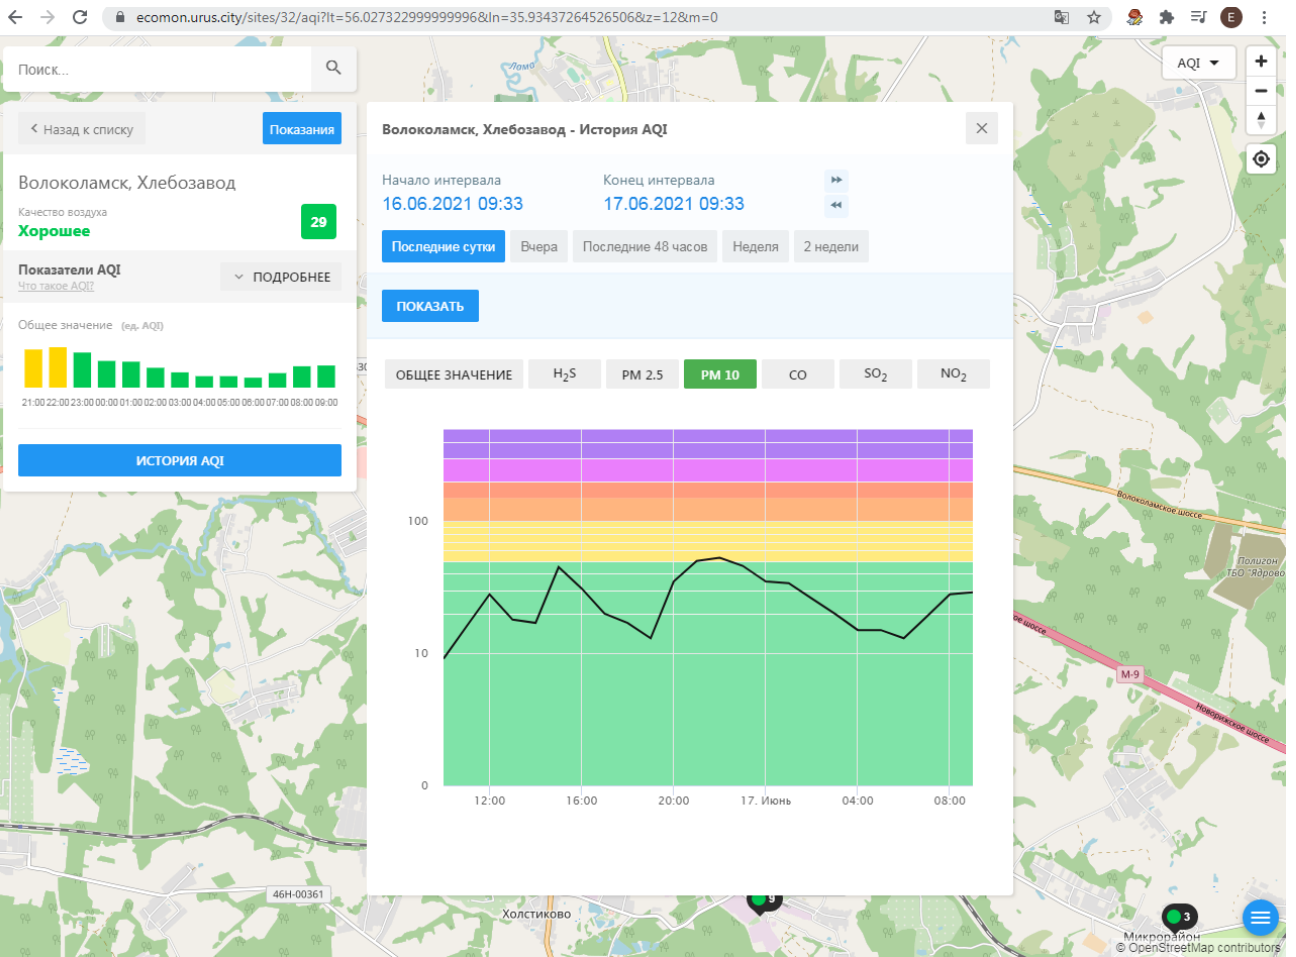 ecomon.urus.city/sites/32/aqi?lt=56.027322999999996&ln=35.93437264526506&z=12&m=0
E
Поиск...
AQI
Назад к списку
Показания
Волоколамск, Хлебозавод
Качество воздуха
Хорошее
29
Показатели AQI
Что такое AQI?
ПОДРОБНЕЕ
Общее значение (ед. AQI)
21:00 22:00 23:00 00:00 01:00 02:00 03:00 04:00 05:00 06:00 07:00 08:00 09:00
ИСТОРИЯ AQI
Волоколамск, Хлебозавод - История AQI
Начало интервала
Конец интервала
16.06.2021 09:33
17.06.2021 09:33
Последние сутки
Вчера
Последние 48 часов
Неделя
2 недели
ПОКАЗАТЬ
ОБЩЕЕ ЗНАЧЕНИЕ
H2S
PM 2.5
PM 10
CO
SO2
NO2
100
10
0
12:00
16:00
20:00
17. Июнь
04:00
08:00
Лама
Волоколамское шоссе
Полигон
ТБО "Ядрово
М-9
Новорижское шоссе
46Н-00361
Холстиково
9
3
Микрорайон
© OpenStreetMap contributors